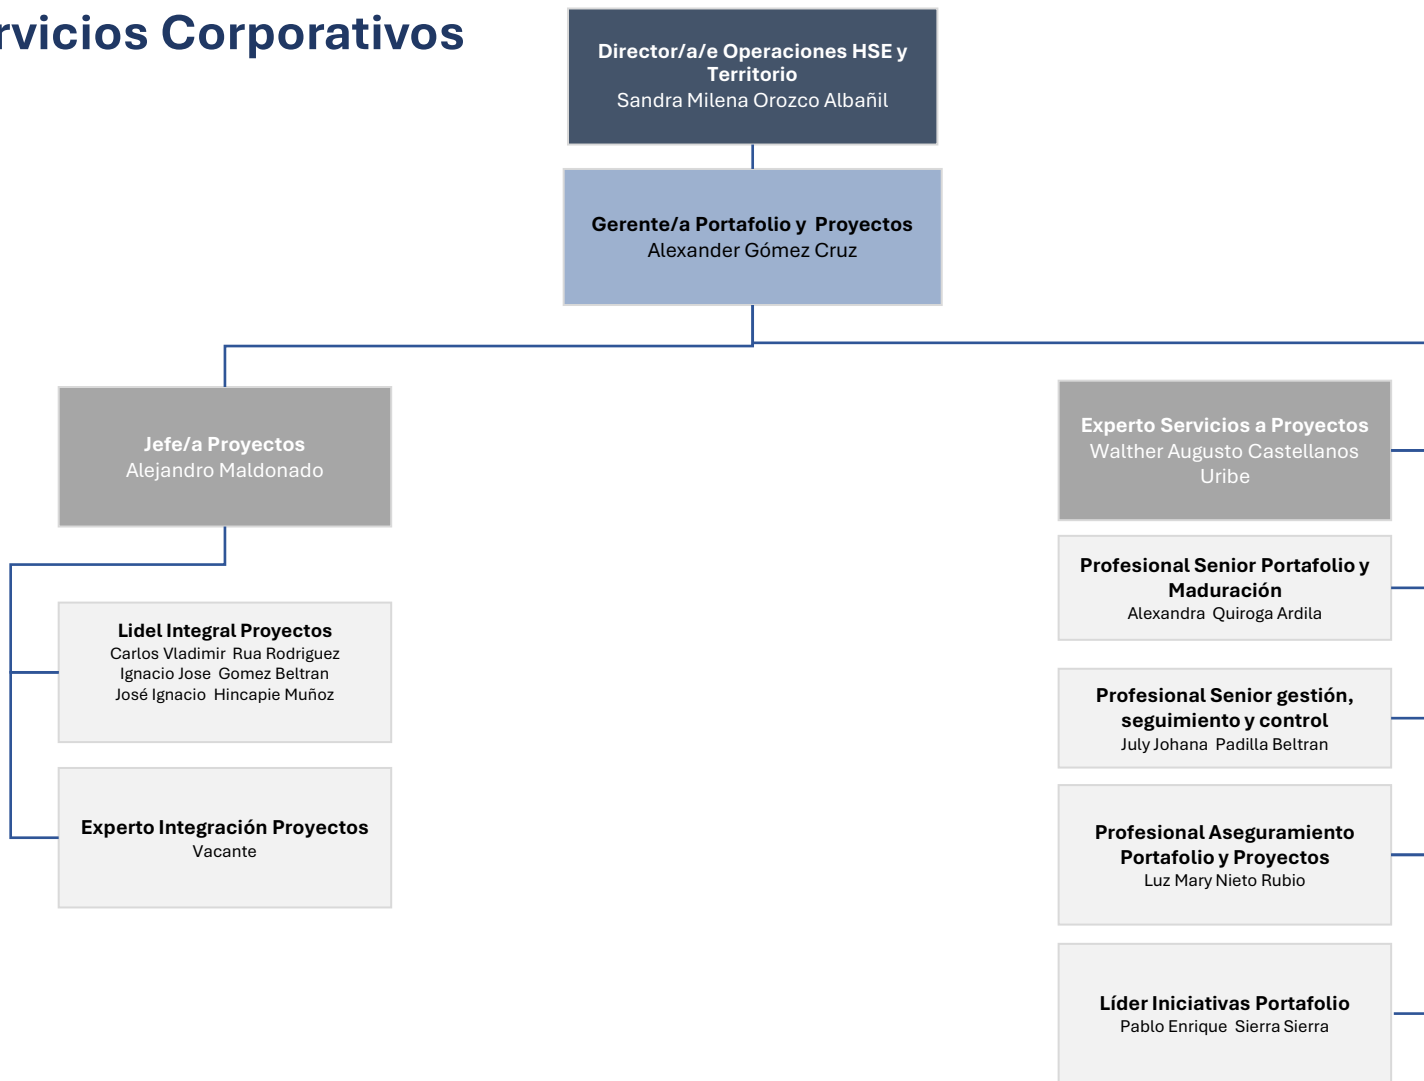 rvicios Corporativos
Director/a/e Operaciones HSE y
Territorio
Sandra Milena Orozco Albañil
Gerente/a Portafolio y Proyectos
Alexander Gómez Cruz
Jefe/a Proyectos
Alejandro Maldonado
Lidel Integral Proyectos
Carlos Vladimir Rua Rodriguez
Ignacio Jose Gomez Beltran
José Ignacio Hincapie Muñoz
Experto Integración Proyectos
Vacante
Experto Servicios a Proyectos
Walther Augusto Castellanos
Uribe
Profesional Senior Portafolio y
Maduración
Alexandra Quiroga Ardila
Profesional Senior gestión,
seguimiento y control
July Johana Padilla Beltran
Profesional Aseguramiento
Portafolio y Proyectos
Luz Mary Nieto Rubio
Líder Iniciativas Portafolio
Pablo Enrique Sierra Sierra